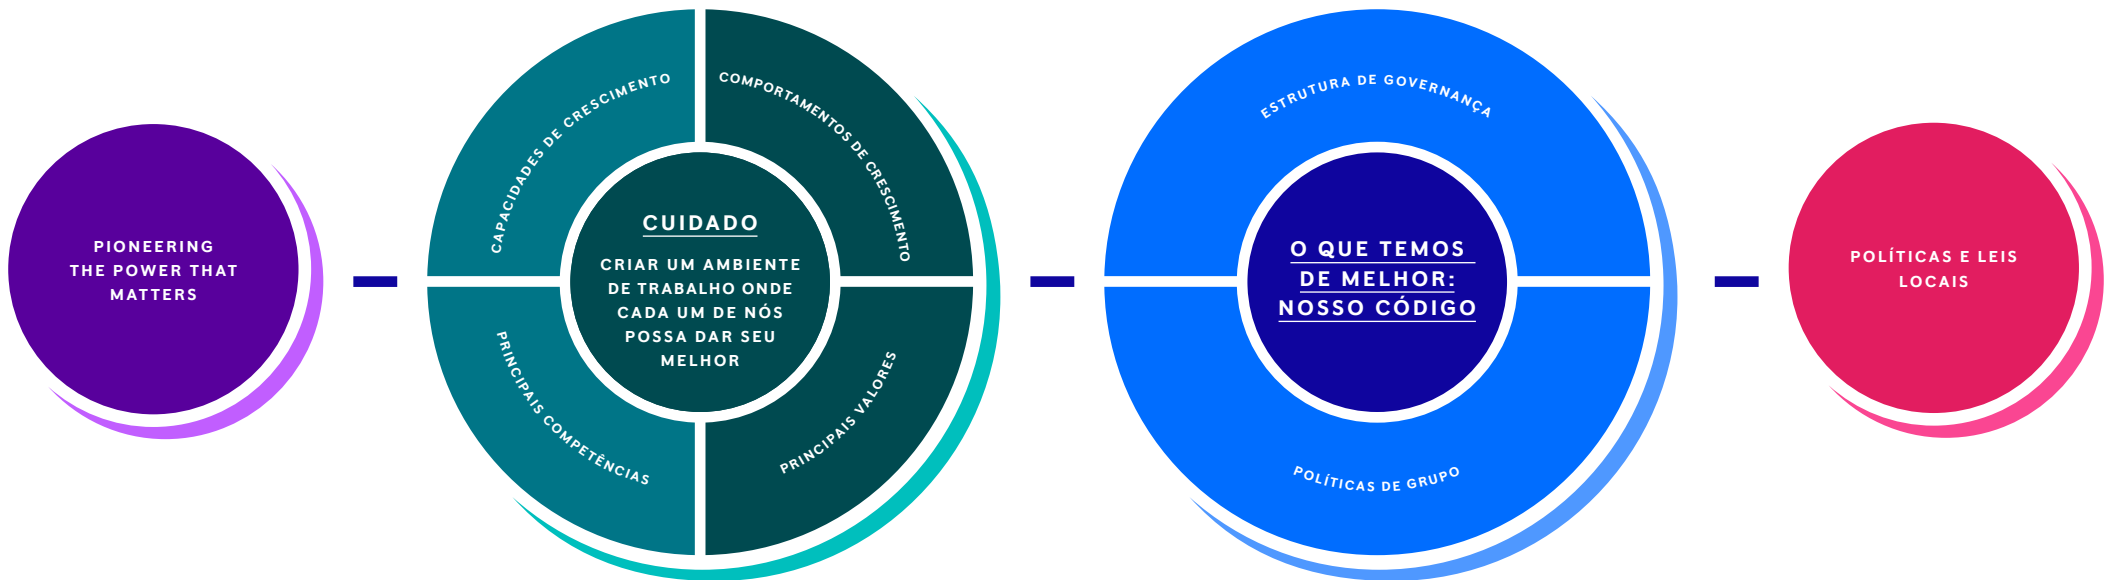 PIONEERING
THE POWER THAT
MATTERS
CAPACIDADES DE CRESCIMENTO
COMPORTAMENTOS DE CRESCIMENTO
CUIDADO
CRIAR UM AMBIENTE
DE TRABALHO ONDE
CADA UM DE NÓS
POSSA DAR SEU
MELHOR
PRINCIPAIS COMPETÊNCIAS
PRINCIPAIS VALORES
ESTRUTURA DE GOVERNANÇA
O QUE TEMOS
DE MELHOR:
NOSSO CÓDIGO
POLÍTICAS DE GRUPO
POLÍTICAS E LEIS
LOCAIS